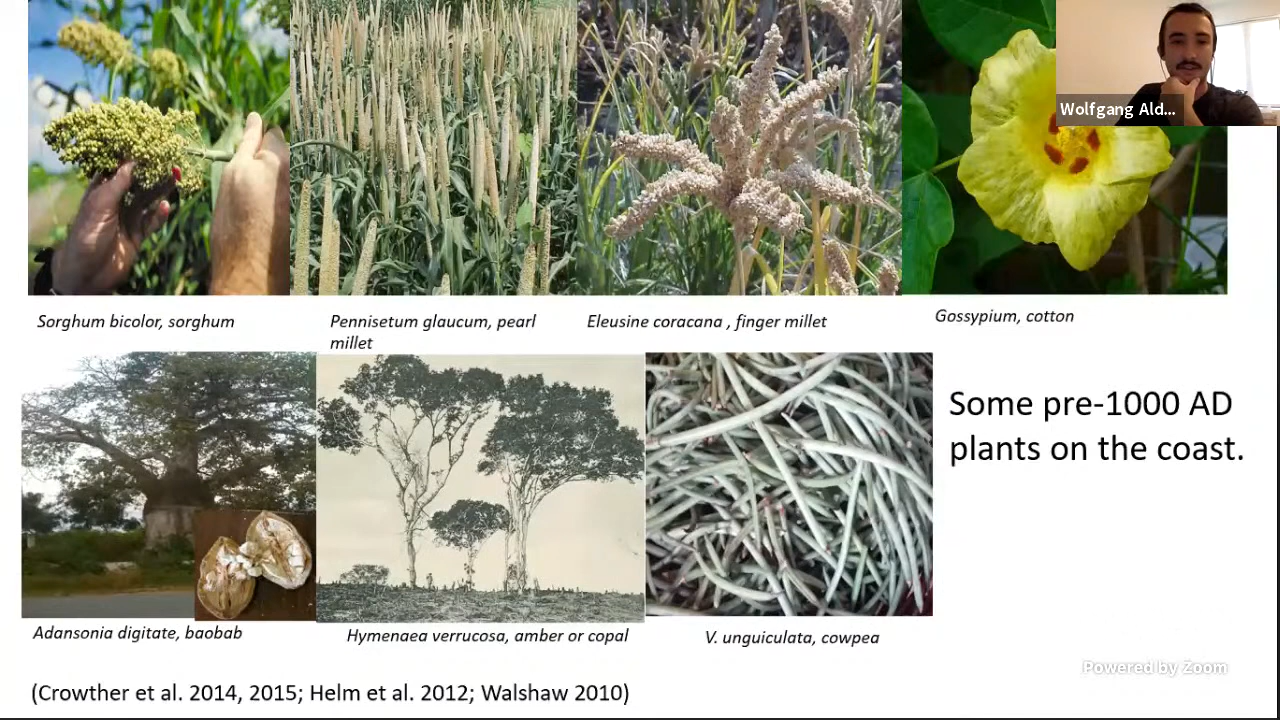 Wolfgang Ald...
Sorghum bicolor, sorghum
Pennisetum glaucum, pearl
millet
Eleusine coracana , finger millet
Gossypium, cotton
Some pre-1000 AD
plants on the coast.
Adansonia digitate, baobab
Hymenaea verrucosa, amber or copal
V. unguiculata, cowpea
Powered by Zoom
(Crowther et al. 2014, 2015; Helm et al. 2012; Walshaw 2010)